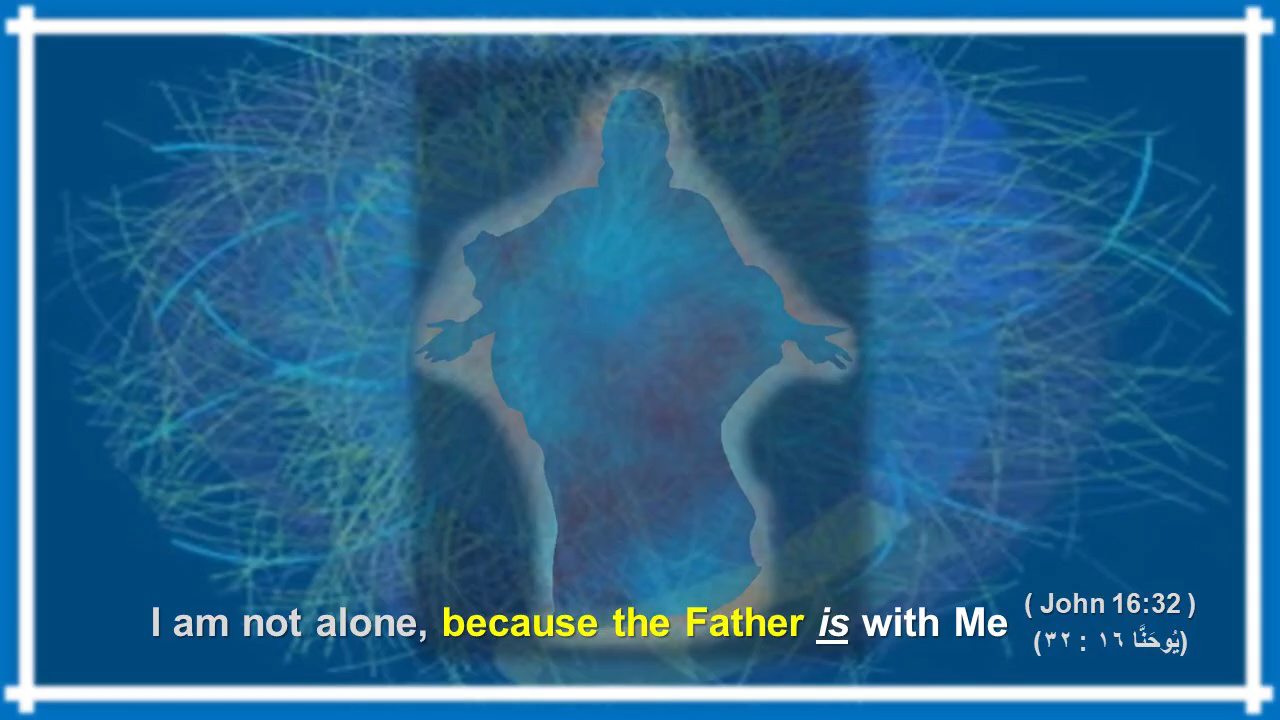 I am not alone, because the Father is with Me
( John 16:32 )
(يُوحَنَّا ١٦ : ٣٢)